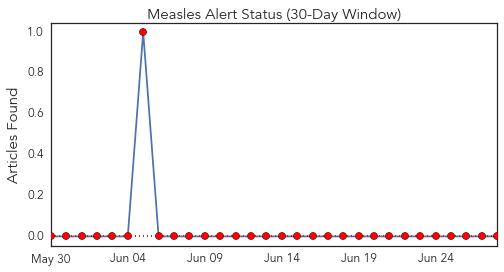 Measles Alert Status (30-Day Window)
Articles Found
1.0
0.8
0.6
0.4
0.2
0.0
May 30 Jun 04 Jun 09 Jun 14 Jun 19 Jun 24